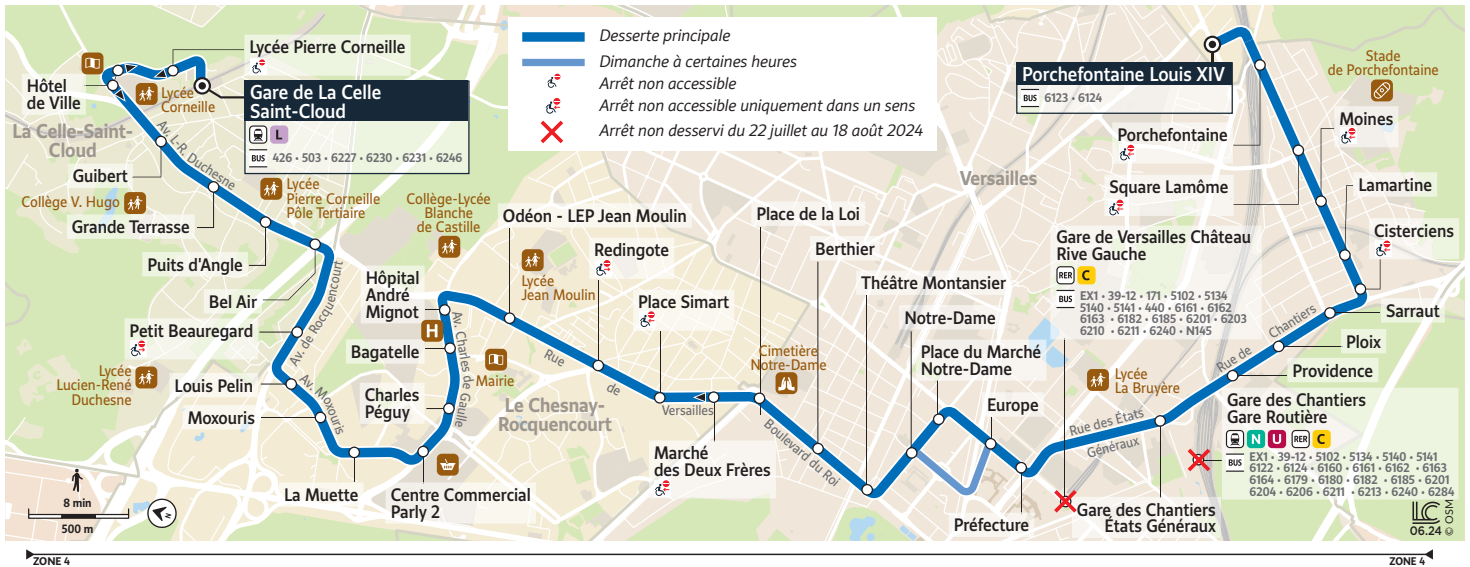 Lycée Pierre Corneille
Hôtel
de Ville
Lycée
Corneille
Gare de La Celle
Saint-Cloud
L
BUS 426 • 503 • 6227 • 6230 • 6231 • 6246
La Celle-Saint-
Cloud
Av. L-R. Duchesne
Guibert
Collège V. Hugo
Grande Terrasse
Lycée
Pierre Corneille
Pôle Tertiaire
Puits d'Angle
Bel Air
Av. de Rocquencourt
Petit Beauregard
Lycée
Lucien-René
Duchesne
Louis Pelin
Av. Moxouris
Moxouris
La Muette
Centre Commercial
Parly 2
Charles
Péguy
Bagatelle
Av. Charles de Gaulle
H
Hôpital
André
Mignot
Collège-Lycée
Blanche
de Castille
Mairie
Odéon - LEP Jean Moulin
Lycée
Jean Moulin
Redingote
Rue de Versailles
Place Simart
Le Chesnay-
Rocquencourt
Marché
des Deux Frères
Place de la Loi
Cimetière
Notre-Dame
Berthier
Boulevard du Roi
Théâtre Montansier
Notre-Dame
Place du Marché
Notre-Dame
Europe
Préfecture
Versailles
Desserte principale
Dimanche à certaines heures
Arrêt non accessible
Arrêt non accessible uniquement dans un sens
Arrêt non desservi du 22 juillet au 18 août 2024
Gare de Versailles Château
Rive Gauche
RER C
BUS EX1 • 39-12 • 171 • 5102 • 5134
5140 • 5141 • 440 • 6161 • 6162
6163 • 6182 • 6185 • 6201 • 6203
6210 • 6211 • 6240 • N145
Lycée
La Bruyère
Rue des États
Généraux
Gare des Chantiers
États Généraux
Gare des Chantiers
Gare Routière
N U RER C
BUS EX1 • 39-12 • 5102 • 5134 • 5140 • 5141
6122 • 6124 • 6160 • 6161 • 6162 • 6163
6164 • 6179 • 6180 • 6182 • 6185 • 6201
6204 • 6206 • 6211 • 6213 • 6240 • 6284
Providence
Ploix
Rue de Chantiers
Sarraut
Cisterciens
Lamartine
Moines
Square Lamôme
Porchefontaine
Stade
de Porchefontaine
Porchefontaine Louis XIV
BUS 6123 • 6124
8 min
500 m
LC
06.24 © OSM
ZONE 4
ZONE 4